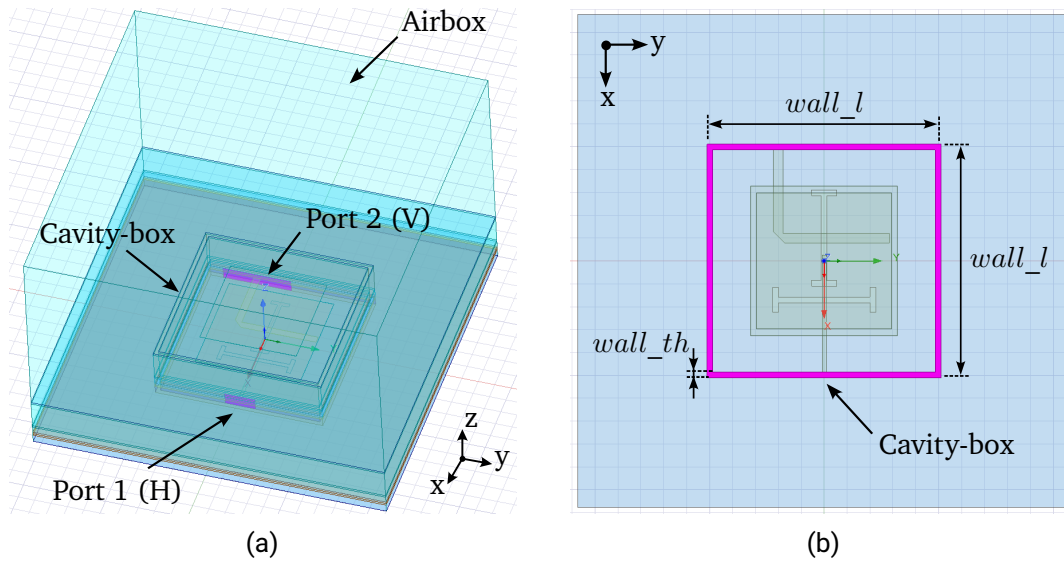 Airbox
Cavity-box
Port 2 (V)
Port 1 (H)
z
y
x
(a)
y
x
wall_l
wall_l
wall_th
Y
X
Cavity-box
(b)